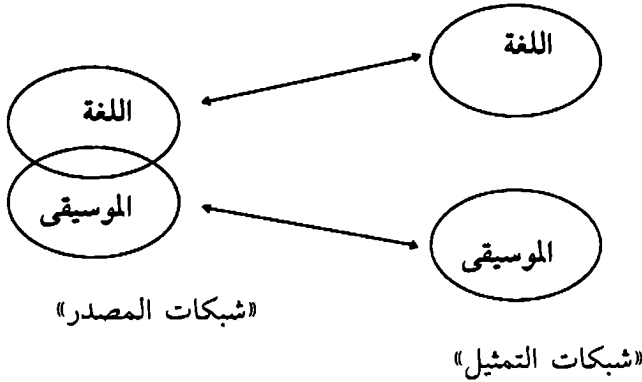 اللغة
اللغة
الموسيقى
الموسيقى
«شبكات المصدر»
«شبكات التمثيل»